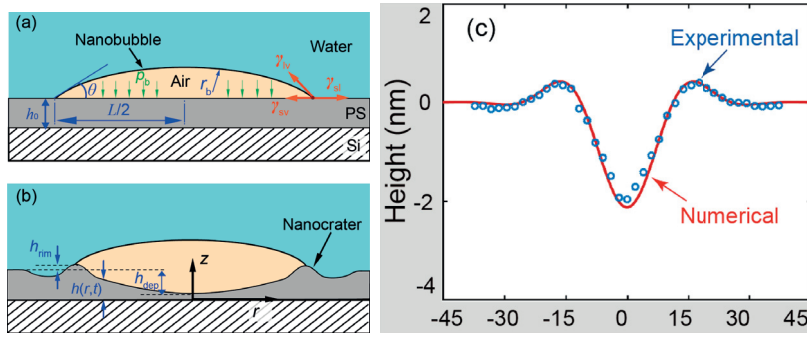 (a)
Nanobubble
Water
Air
p_b
r_b
θ
γ_lv
γ_sl
γ_sv
h_0
L/2
PS
Si
(b)
Nanocrater
h_rim
z
h_dep
h(r,t)
r
(c)
Height (nm)
2
0
-2
-4
Experimental
Numerical
-45 -30 -15 0 15 30 45